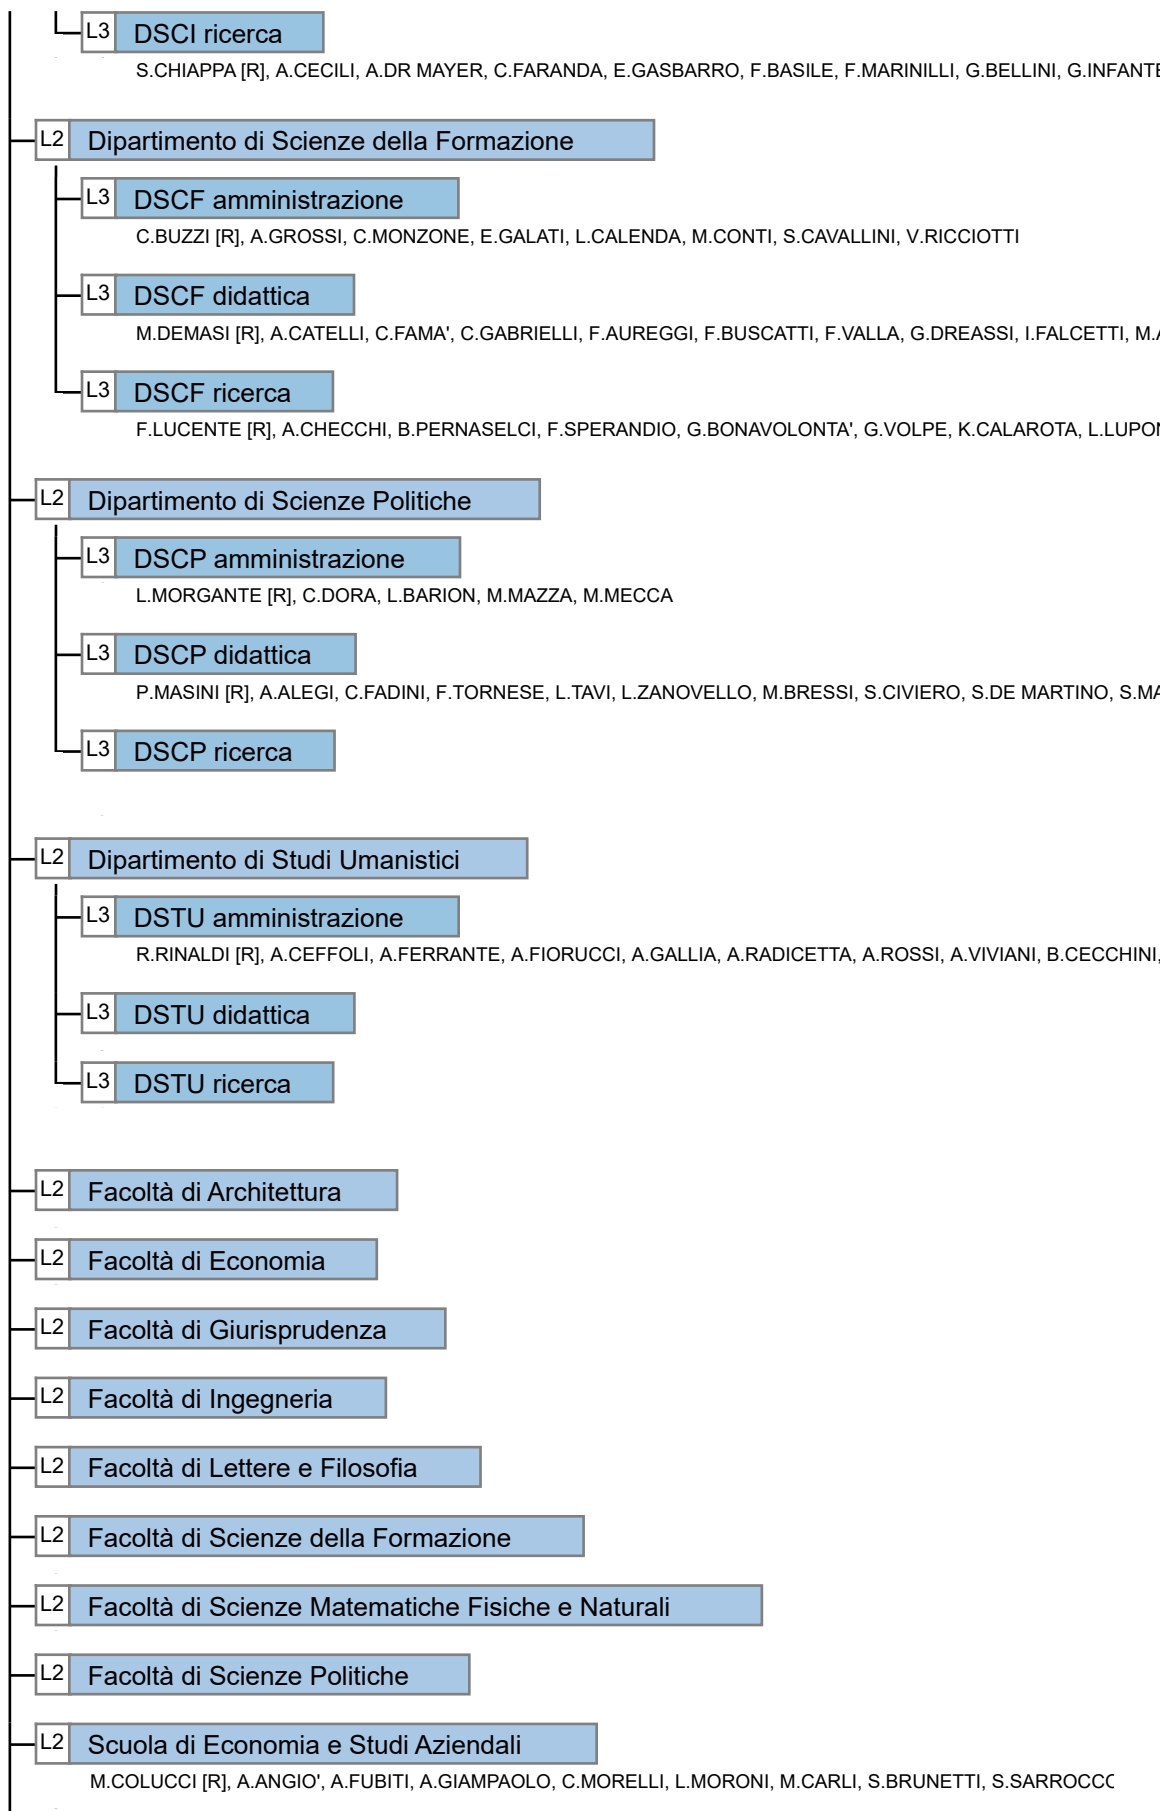 L3 DSCI ricerca
S.CHIAPPA [R], A.CECILI, A.DR MAYER, C.FARANDA, E.GASBARRO, F.BASILE, F.MARINILLI, G.BELLINI, G.INFANTE
L2 Dipartimento di Scienze della Formazione
L3 DSCF amministrazione
C.BUZZI [R], A.GROSSI, C.MONZONE, E.GALATI, L.CALENDA, M.CONTI, S.CAVALLINI, V.RICCIOTTI
L3 DSCF didattica
M.DEMASI [R], A.CATELLI, C.FAMA', C.GABRIELLI, F.AUREGGI, F.BUSCATTI, F.VALLA, G.DREASSI, I.FALCETTI, M.A
L3 DSCF ricerca
F.LUCENTE [R], A.CHECCHI, B.PERNASELCI, F.SPERANDIO, G.BONAVOLONTA', G.VOLPE, K.CALAROTA, L.LUPON
L2 Dipartimento di Scienze Politiche
L3 DSCP amministrazione
L.MORGANTE [R], C.DORA, L.BARION, M.MAZZA, M.MECCA
L3 DSCP didattica
P.MASINI [R], A.ALEGI, C.FADINI, F.TORNESE, L.TAVI, L.ZANOVELLO, M.BRESSI, S.CIVIERO, S.DE MARTINO, S.MA
L3 DSCP ricerca
L2 Dipartimento di Studi Umanistici
L3 DSTU amministrazione
R.RINALDI [R], A.CEFFOLI, A.FERRANTE, A.FIORUCCI, A.GALLIA, A.RADICETTA, A.ROSSI, A.VIVIANI, B.CECCHINI,
L3 DSTU didattica
L3 DSTU ricerca
L2 Facoltà di Architettura
L2 Facoltà di Economia
L2 Facoltà di Giurisprudenza
L2 Facoltà di Ingegneria
L2 Facoltà di Lettere e Filosofia
L2 Facoltà di Scienze della Formazione
L2 Facoltà di Scienze Matematiche Fisiche e Naturali
L2 Facoltà di Scienze Politiche
L2 Scuola di Economia e Studi Aziendali
M.COLUCCI [R], A.ANGIO', A.FUBITI, A.GIAMPAOLO, C.MORELLI, L.MORONI, M.CARLI, S.BRUNETTI, S.SARROCCO